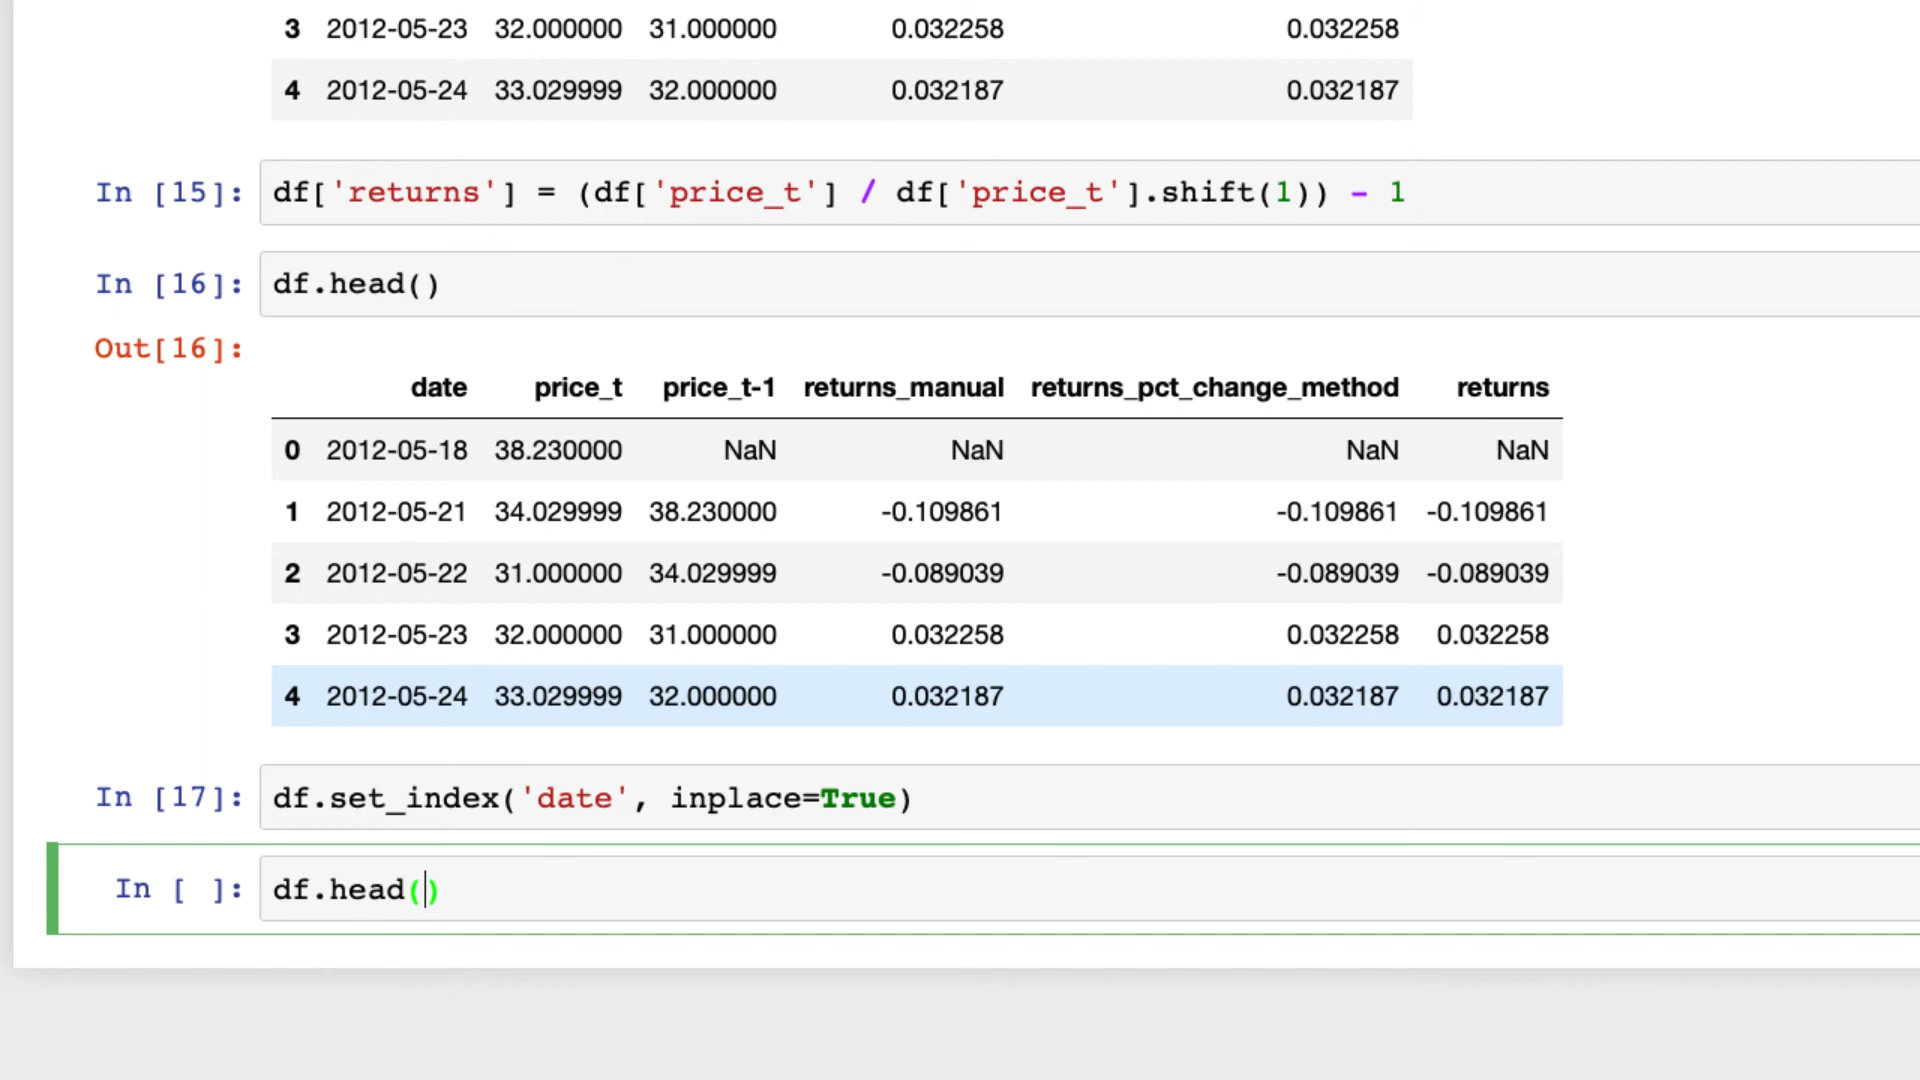 3 2012-05-23 32.000000 31.000000 0.032258 0.032258
4 2012-05-24 33.029999 32.000000 0.032187 0.032187
In [15]: df['returns'] = (df['price_t'] / df['price_t'].shift(1)) - 1
In [16]: df.head()
Out[16]:
date price_t price_t-1 returns_manual returns_pct_change_method returns
0 2012-05-18 38.230000 NaN NaN NaN NaN
1 2012-05-21 34.029999 38.230000 -0.109861 -0.109861 -0.109861
2 2012-05-22 31.000000 34.029999 -0.089039 -0.089039 -0.089039
3 2012-05-23 32.000000 31.000000 0.032258 0.032258 0.032258
4 2012-05-24 33.029999 32.000000 0.032187 0.032187 0.032187
In [17]: df.set_index('date', inplace=True)
In [ ]: df.head()